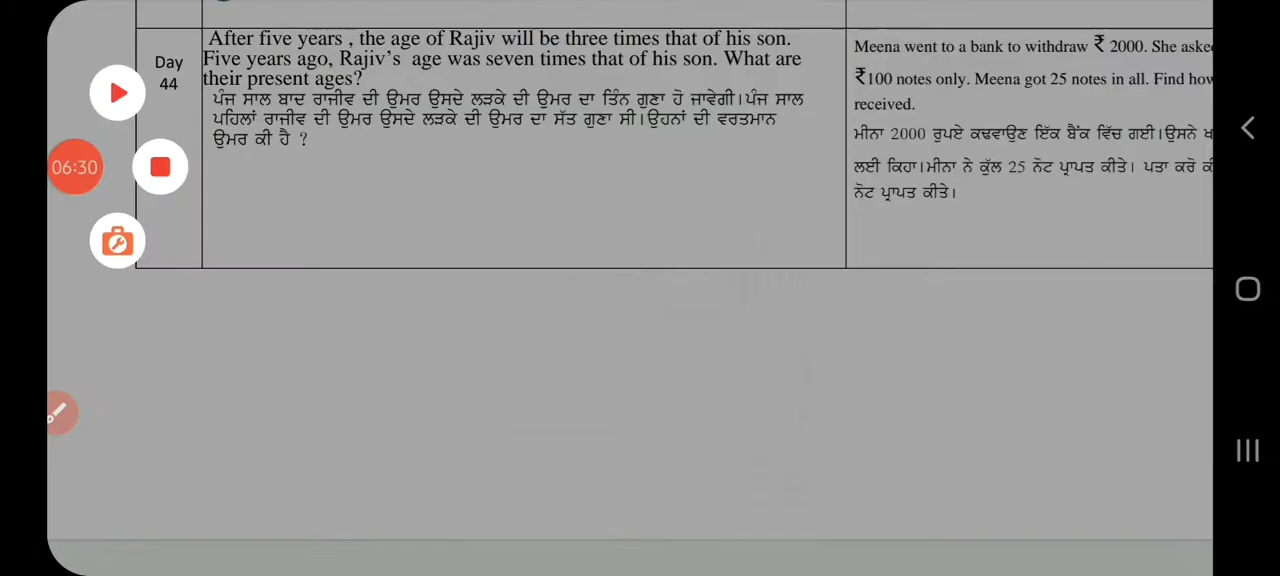 Day
44
After five years , the age of Rajiv will be three times that of his son.
Five years ago, Rajiv's age was seven times that of his son. What are
their present ages?
ਪੰਜ ਸਾਲ ਬਾਦ ਰਾਜੀਵ ਦੀ ਉਮਰ ਉਸਦੇ ਲੜਕੇ ਦੀ ਉਮਰ ਦਾ ਤਿੰਨ ਗੁਣਾ ਹੋ ਜਾਵੇਗੀ।ਪੰਜ ਸਾਲ
ਪਹਿਲਾਂ ਰਾਜੀਵ ਦੀ ਉਮਰ ਉਸਦੇ ਲੜਕੇ ਦੀ ਉਮਰ ਦਾ ਸੱਤ ਗੁਣਾ ਸੀ।ਉਹਨਾਂ ਦੀ ਵਰਤਮਾਨ
ਉਮਰ ਕੀ ਹੈ ?
Meena went to a bank to withdraw ₹ 2000. She aske
₹100 notes only. Meena got 25 notes in all. Find how
received.
ਮੀਨਾ 2000 ਰੁਪਏ ਕਢਵਾਉਣ ਇੱਕ ਬੈਂਕ ਵਿੱਚ ਗਈ।ਉਸਨੇ
ਲਈ ਕਿਹਾ।ਮੀਨਾ ਨੇ ਕੁੱਲ 25 ਨੋਟ ਪ੍ਰਾਪਤ ਕੀਤੇ। ਪਤਾ ਕਰੋ
ਨੋਟ ਪ੍ਰਾਪਤ ਕੀਤੇ।
06:30